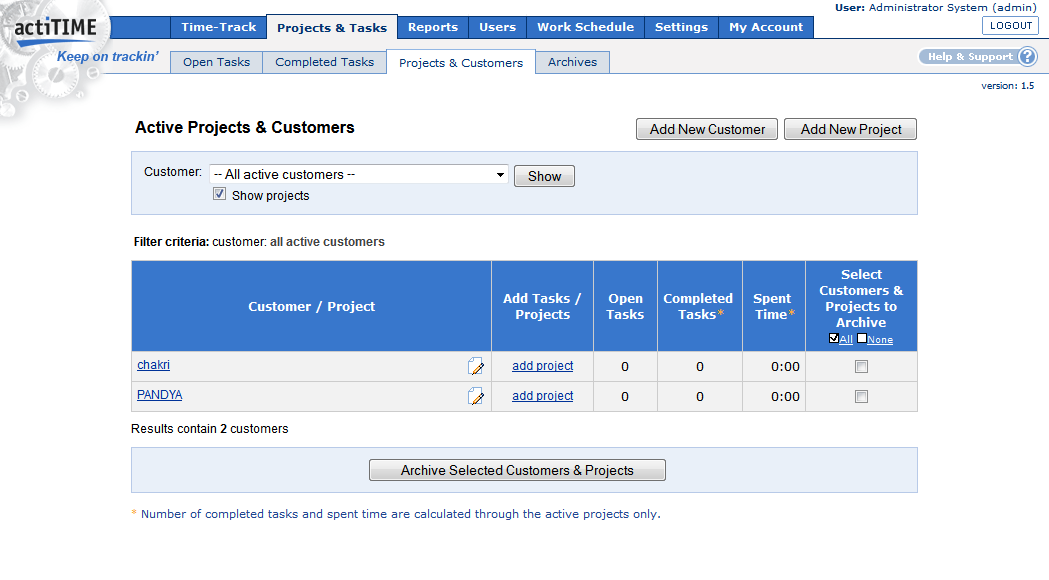 User: Administrator System (admin)
actiTIME
Time-Track Projects & Tasks Reports Users Work Schedule Settings My Account LOGOUT
Keep on trackin'
Open Tasks Completed Tasks Projects & Customers Archives Help & Support ?
version: 1.5
Active Projects & Customers Add New Customer Add New Project
Customer: -- All active customers -- Show
Show projects
Filter criteria: customer: all active customers
Customer / Project
Add Tasks /
Projects
Open
Tasks
Completed
Tasks*
Spent
Time*
Select
Customers &
Projects to
Archive
All None
chakri add project 0 0 0:00
PANDYA add project 0 0 0:00
Results contain 2 customers
Archive Selected Customers & Projects
* Number of completed tasks and spent time are calculated through the active projects only.